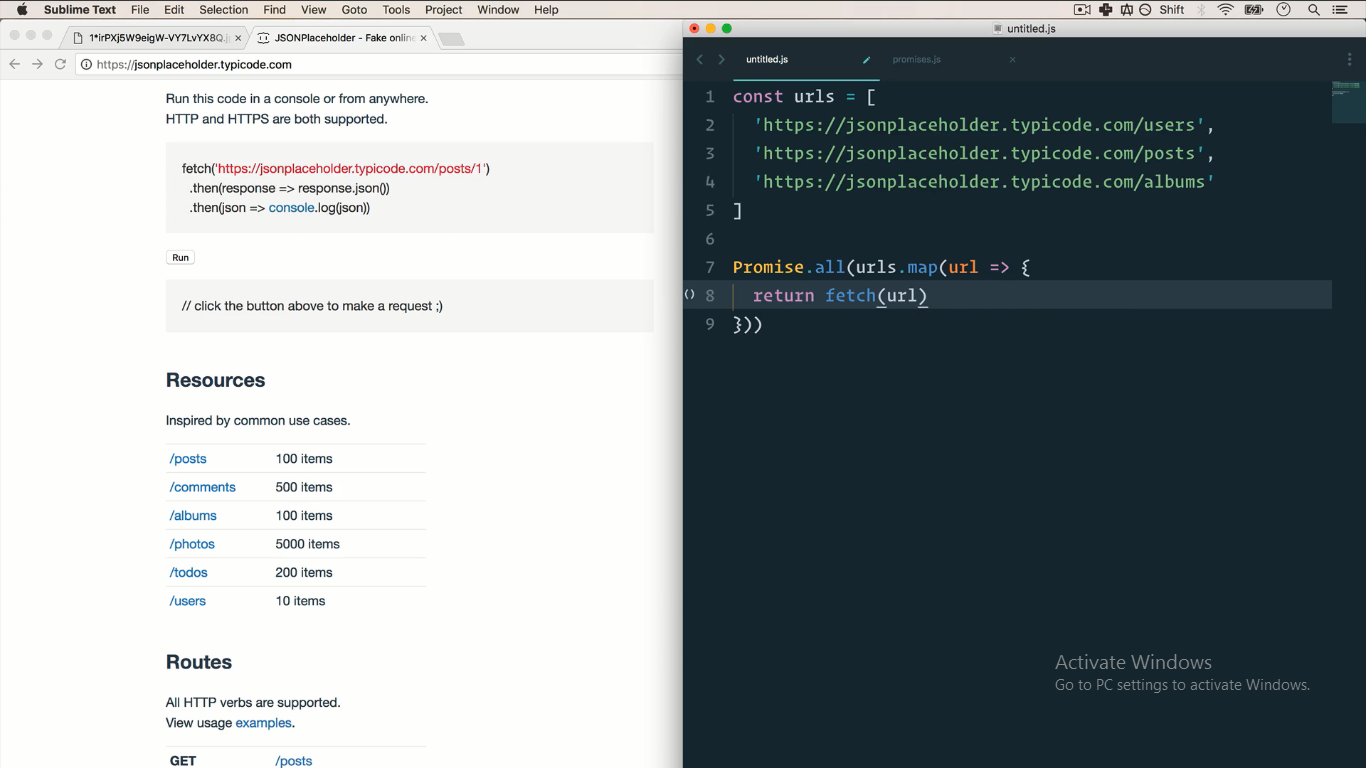 Sublime Text File Edit Selection Find View Goto Tools Project Window Help Shift
1*irPXj5W9eigW-VY7LvYX8Q.j
JSONPlaceholder - Fake online
https://jsonplaceholder.typicode.com
Run this code in a console or from anywhere.
HTTP and HTTPS are both supported.
fetch('https://jsonplaceholder.typicode.com/posts/1')
.then(response => response.json())
.then(json => console.log(json))
Run
// click the button above to make a request ;)
Resources
Inspired by common use cases.
/posts 100 items
/comments 500 items
/albums 100 items
/photos 5000 items
/todos 200 items
/users 10 items
Routes
All HTTP verbs are supported.
View usage examples.
GET /posts
untitled.js
untitled.js promises.js
1 const urls = [
2 'https://jsonplaceholder.typicode.com/users',
3 'https://jsonplaceholder.typicode.com/posts',
4 'https://jsonplaceholder.typicode.com/albums'
5 ]
6
7 Promise.all(urls.map(url => {
() 8 return fetch(url)
9 }))
Activate Windows
Go to PC settings to activate Windows.